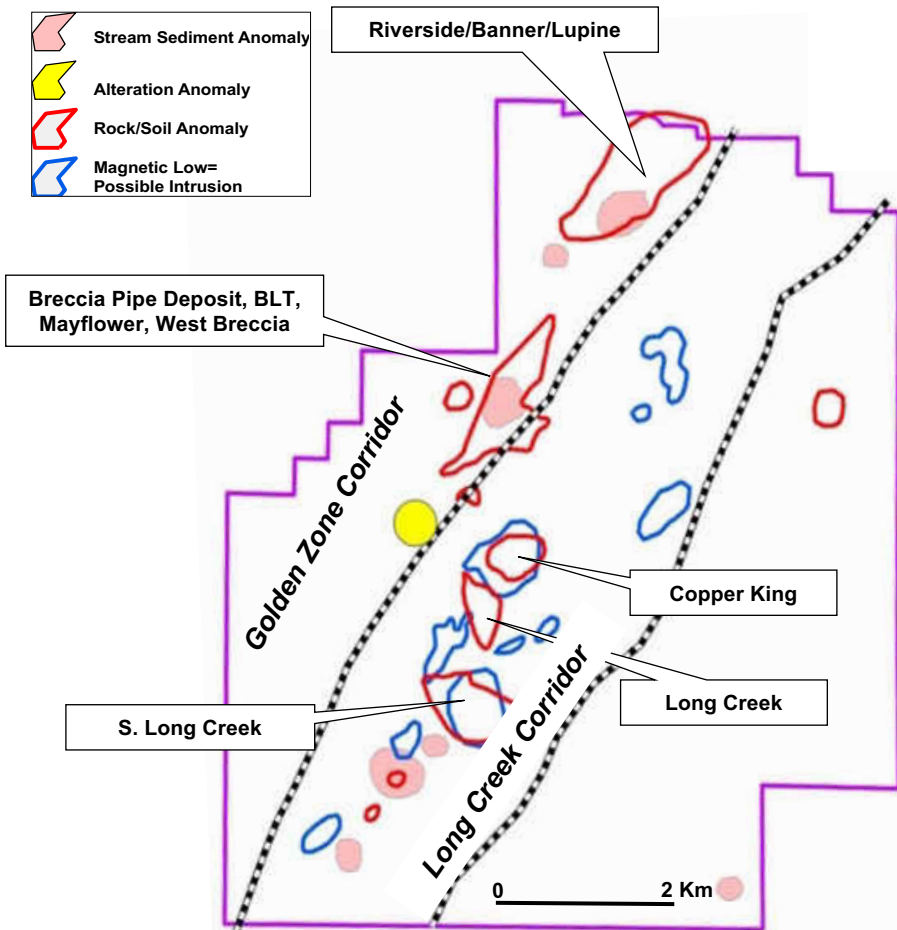 Stream Sediment Anomaly
Alteration Anomaly
Rock/Soil Anomaly
Magnetic Low=
Possible Intrusion
Riverside/Banner/Lupine
Breccia Pipe Deposit, BLT,
Mayflower, West Breccia
Golden Zone Corridor
Copper King
Long Creek
S. Long Creek
Long Creek Corridor
0 2 Km